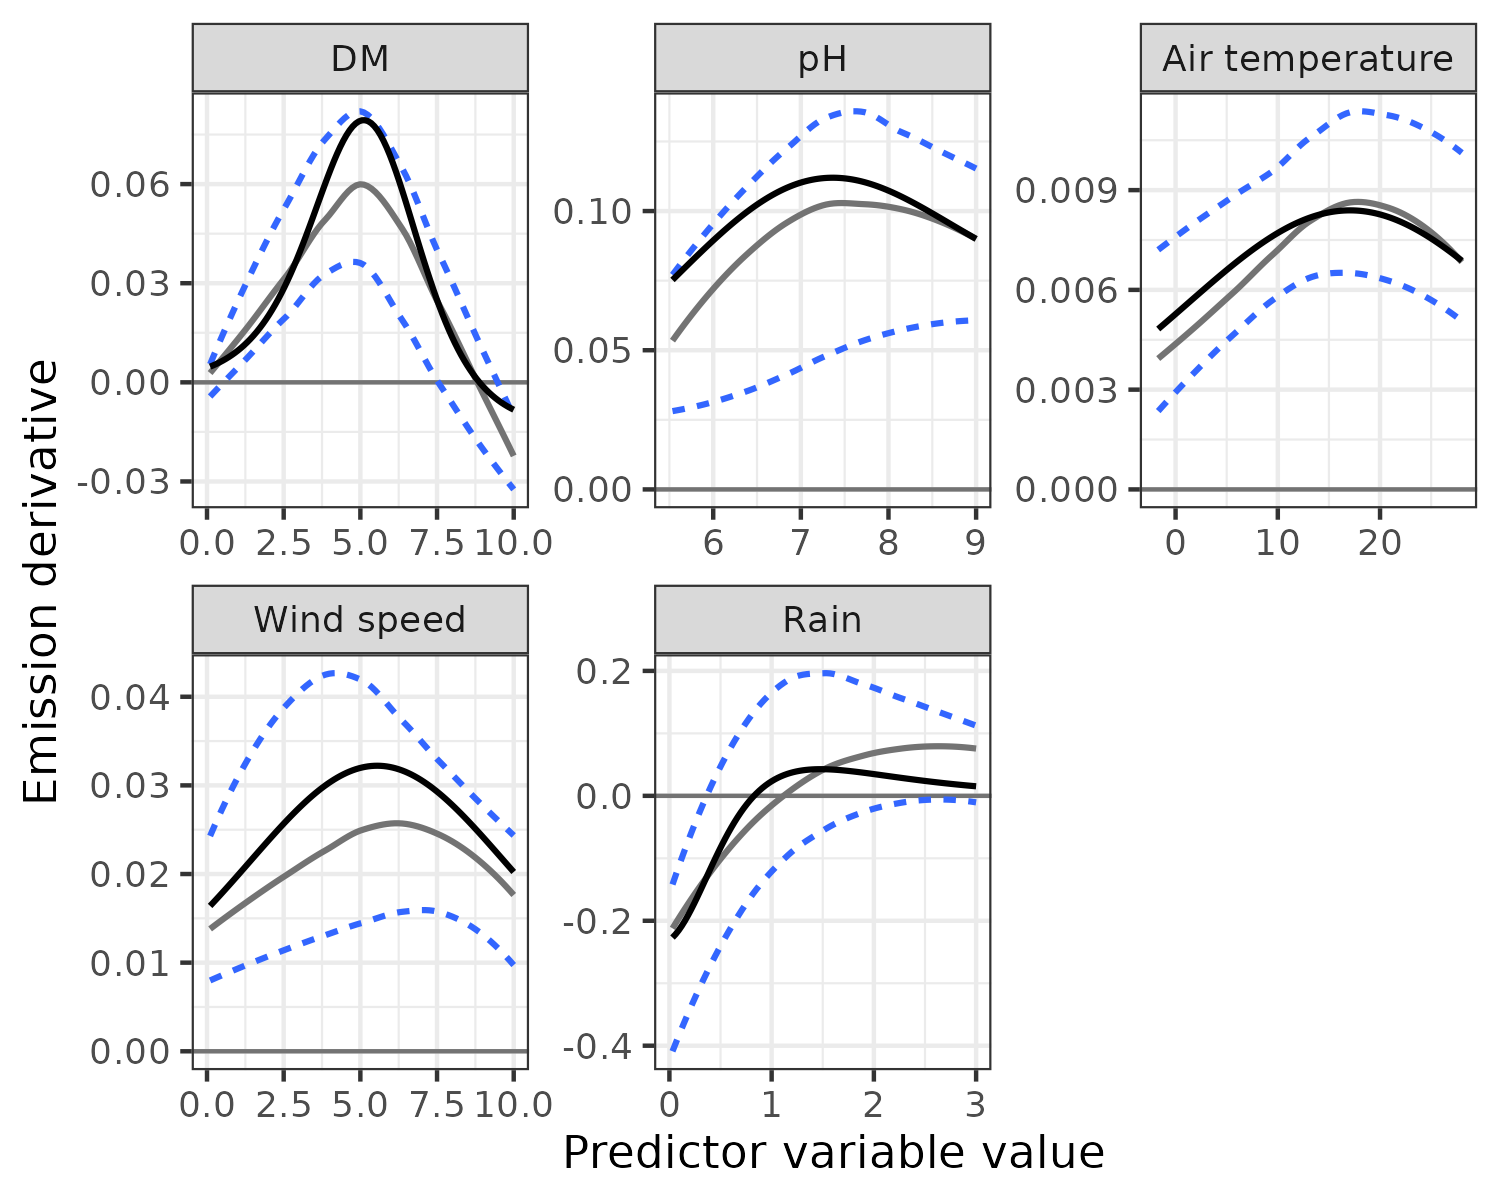 DM
pH
Air temperature
0.06
0.03
0.00
-0.03
0.10
0.05
0.00
0.009
0.006
0.003
0.000
0.0 2.5 5.0 7.5 10.0
6 7 8 9
0 10 20
Wind speed
Rain
0.04
0.03
0.02
0.01
0.00
0.2
0.0
-0.2
-0.4
0.0 2.5 5.0 7.5 10.0
0 1 2 3
Emission derivative
Predictor variable value